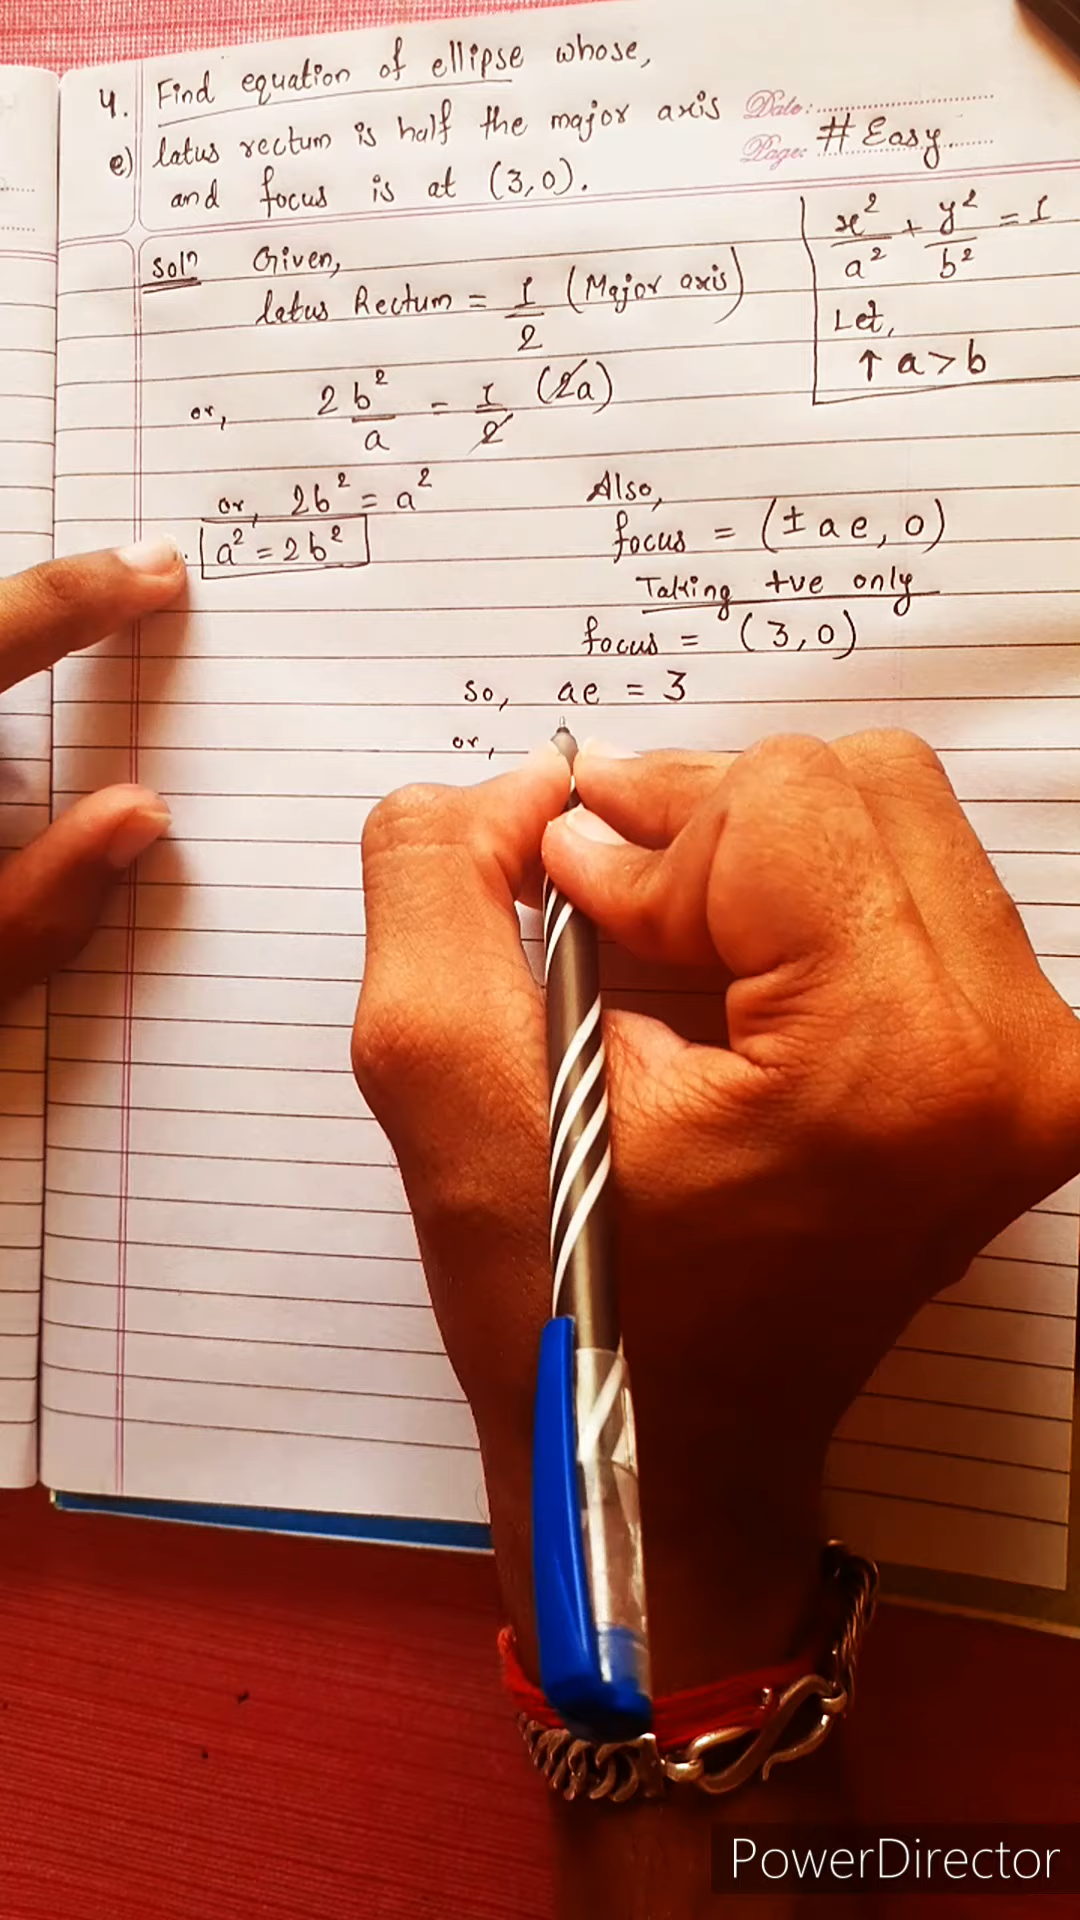 4. Find equation of ellipse whose,
e) latus rectum is half the major axis
and focus is at (3,0).
Date:
Page: # Easy.
x²/a² + y²/b² = 1
Let,
↑ a > b
Solⁿ Given,
latus Rectum = 1/2 (Major axis)
or, 2b²/a = 1/2 (2a)
or, 2b² = a²
a² = 2b²
Also,
focus = (± ae, 0)
Taking +ve only
focus = (3,0)
So, ae = 3
or,
PowerDirector